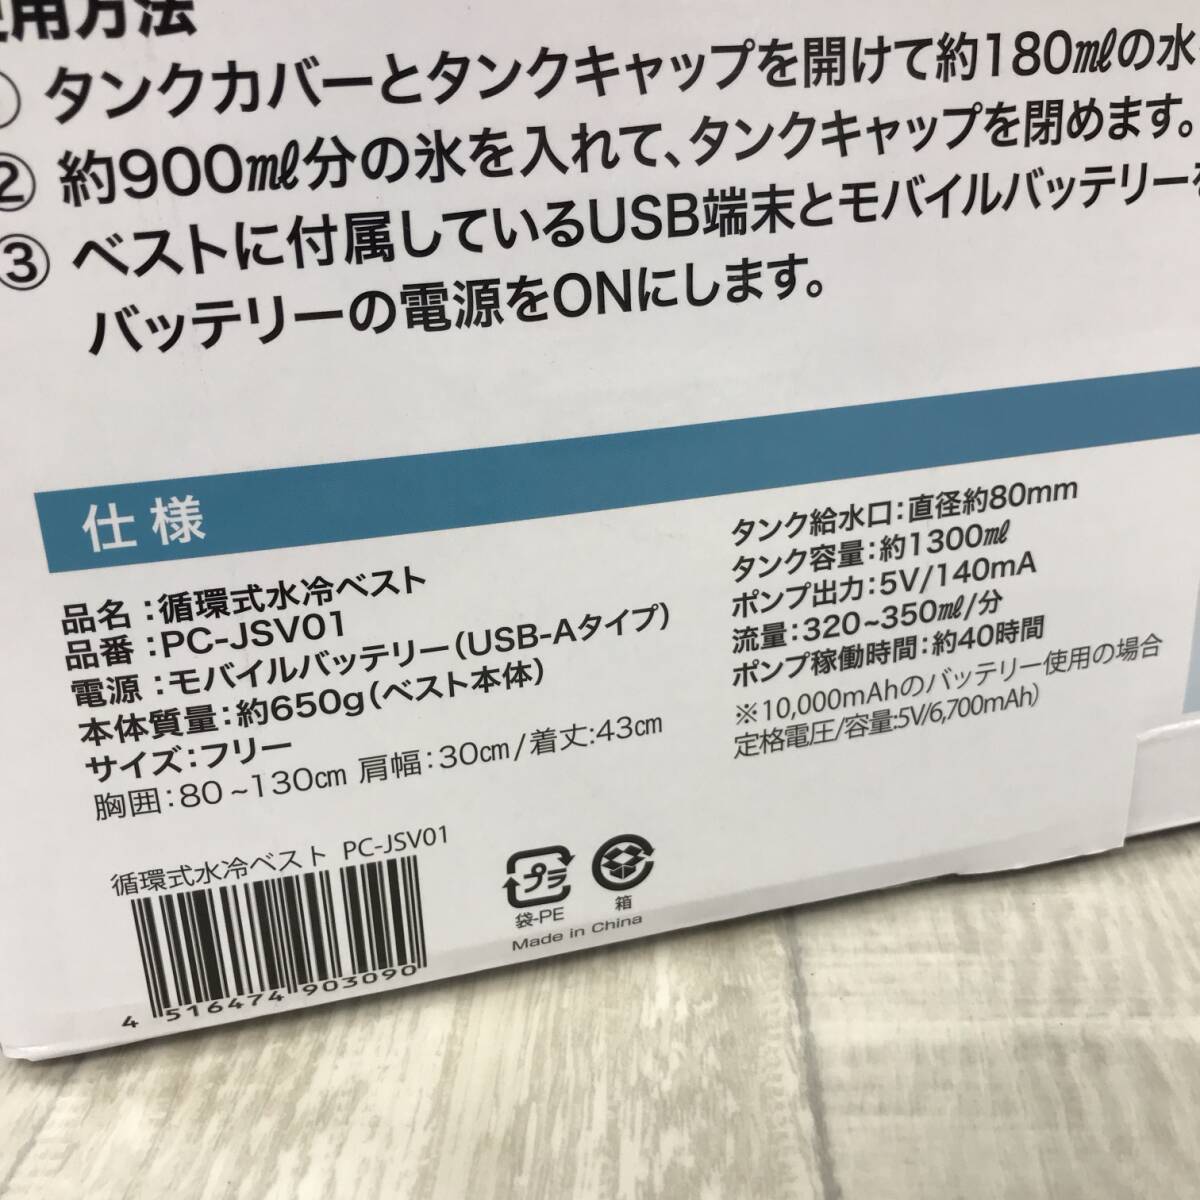 使用方法
① タンクカバーとタンクキャップを開けて約180㎖の水
② 約900㎖分の氷を入れて、タンクキャップを閉めます。
③ ベストに付属しているUSB端末とモバイルバッテリーを
バッテリーの電源をONにします。
仕様
品名：循環式水冷ベスト
品番：PC-JSV01
電源：モバイルバッテリー（USB-Aタイプ）
本体質量：約650g（ベスト本体）
サイズ：フリー
胸囲：80～130㎝ 肩幅：30㎝/着丈：43㎝
タンク給水口：直径約80mm
タンク容量：約1300㎖
ポンプ出力：5V/140mA
流量：320~350㎖/分
ポンプ稼働時間：約40時間
※10,000mAhのバッテリー使用の場合
定格電圧/容量:5V/6,700mAh)
循環式水冷ベスト PC-JSV01
4 516474 903090
プラ
袋-PE
箱
Made in China